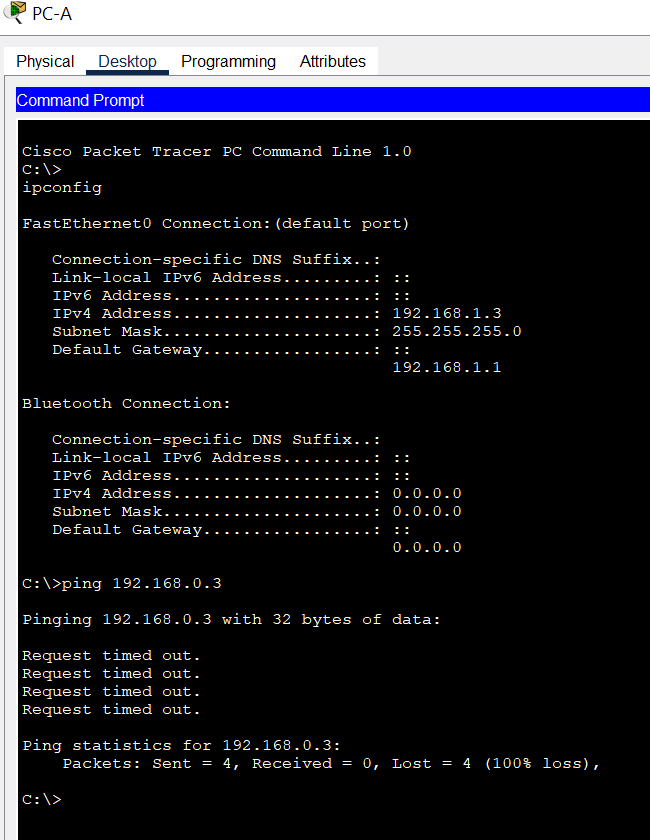 PC-A
Physical Desktop Programming Attributes
Command Prompt
Cisco Packet Tracer PC Command Line 1.0
C:\>
ipconfig
FastEthernet0 Connection:(default port)
Connection-specific DNS Suffix..:
Link-local IPv6 Address.........: ::
IPv6 Address....................: ::
IPv4 Address....................: 192.168.1.3
Subnet Mask.....................: 255.255.255.0
Default Gateway.................: ::
192.168.1.1
Bluetooth Connection:
Connection-specific DNS Suffix..:
Link-local IPv6 Address.........: ::
IPv6 Address....................: ::
IPv4 Address....................: 0.0.0.0
Subnet Mask.....................: 0.0.0.0
Default Gateway.................: ::
0.0.0.0
C:\>ping 192.168.0.3
Pinging 192.168.0.3 with 32 bytes of data:
Request timed out.
Request timed out.
Request timed out.
Request timed out.
Ping statistics for 192.168.0.3:
Packets: Sent = 4, Received = 0, Lost = 4 (100% loss),
C:\>